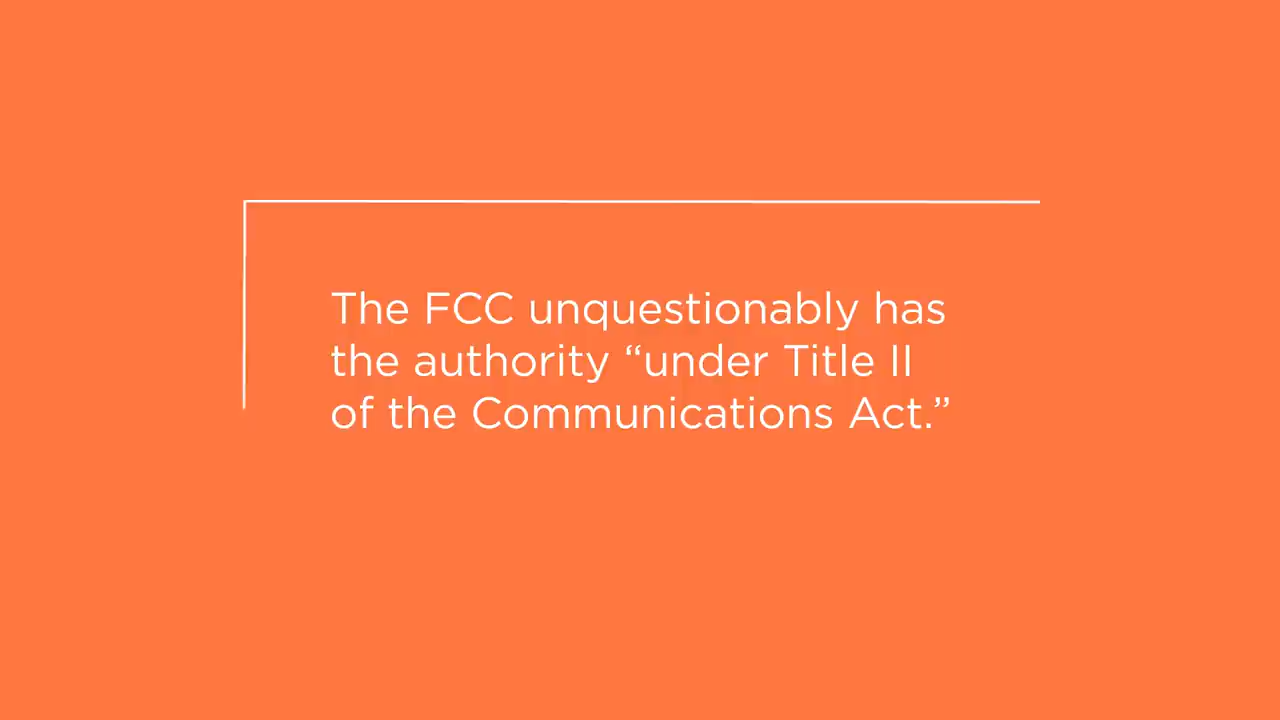 The FCC unquestionably has
the authority “under Title II
of the Communications Act.”